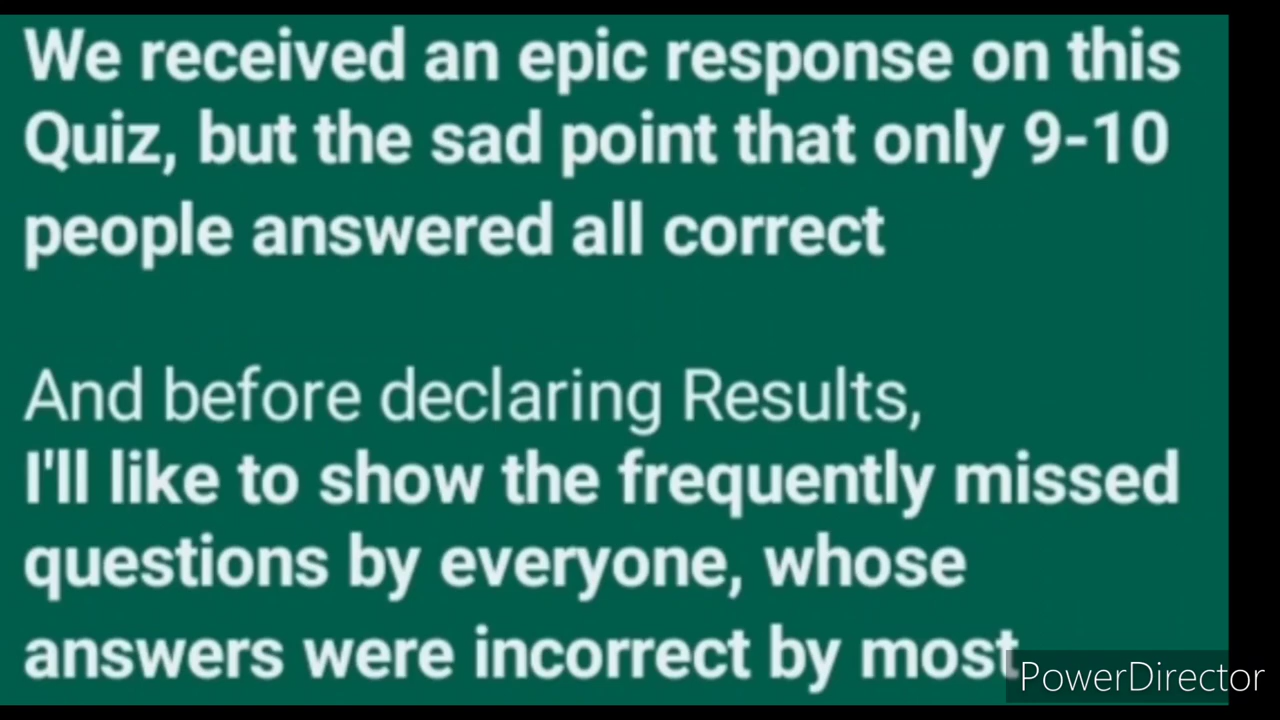 We received an epic response on this
Quiz, but the sad point that only 9-10
people answered all correct
And before declaring Results,
I'll like to show the frequently missed
questions by everyone, whose
answers were incorrect by most
PowerDirector